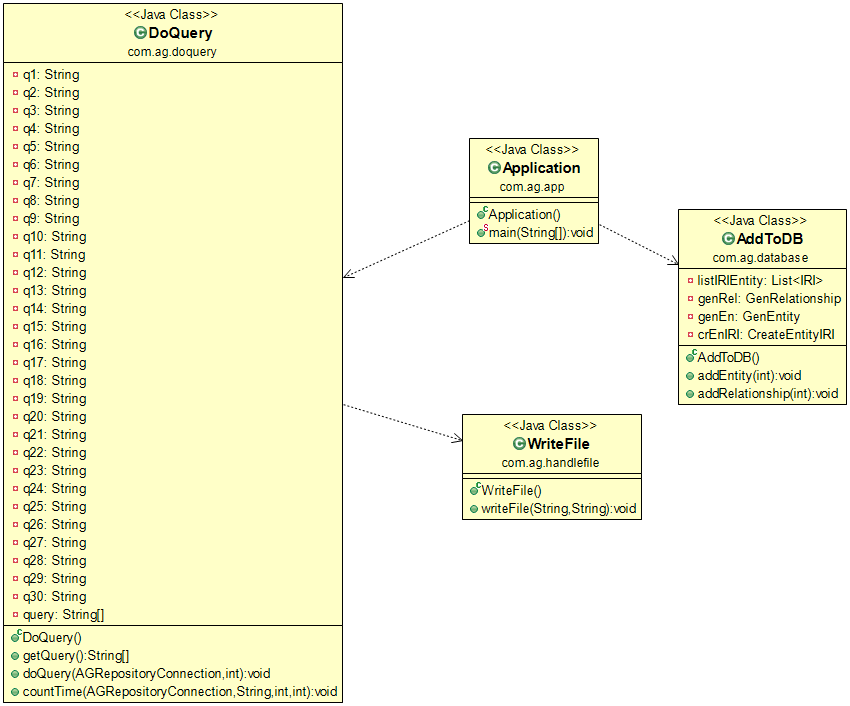 <<Java Class>>
DoQuery
com.ag.doquery
q1: String
q2: String
q3: String
q4: String
q5: String
q6: String
q7: String
q8: String
q9: String
q10: String
q11: String
q12: String
q13: String
q14: String
q15: String
q16: String
q17: String
q18: String
q19: String
q20: String
q21: String
q22: String
q23: String
q24: String
q25: String
q26: String
q27: String
q28: String
q29: String
q30: String
query: String[]
DoQuery()
getQuery():String[]
doQuery(AGRepositoryConnection,int):void
countTime(AGRepositoryConnection,String,int,int):void
<<Java Class>>
Application
com.ag.app
Application()
main(String[]):void
<<Java Class>>
AddToDB
com.ag.database
listIRIEntity: List<IRI>
genRel: GenRelationship
genEn: GenEntity
crEnIRI: CreateEntityIRI
AddToDB()
addEntity(int):void
addRelationship(int):void
<<Java Class>>
WriteFile
com.ag.handlefile
WriteFile()
writeFile(String,String):void